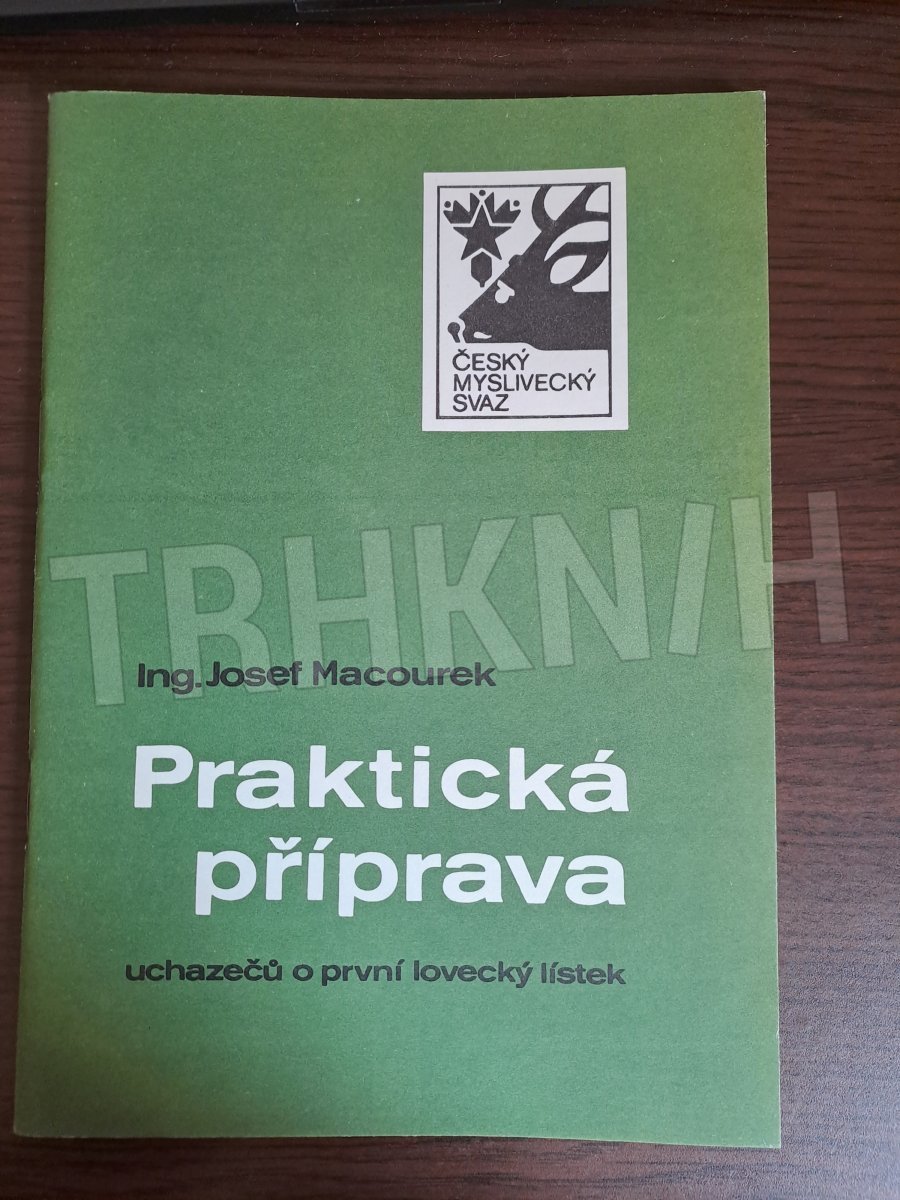 ČESKÝ
MYSLIVECKÝ
SVAZ
TRHKNIH
Ing. Josef Macourek
Praktická
příprava
uchazečů o první lovecký lístek